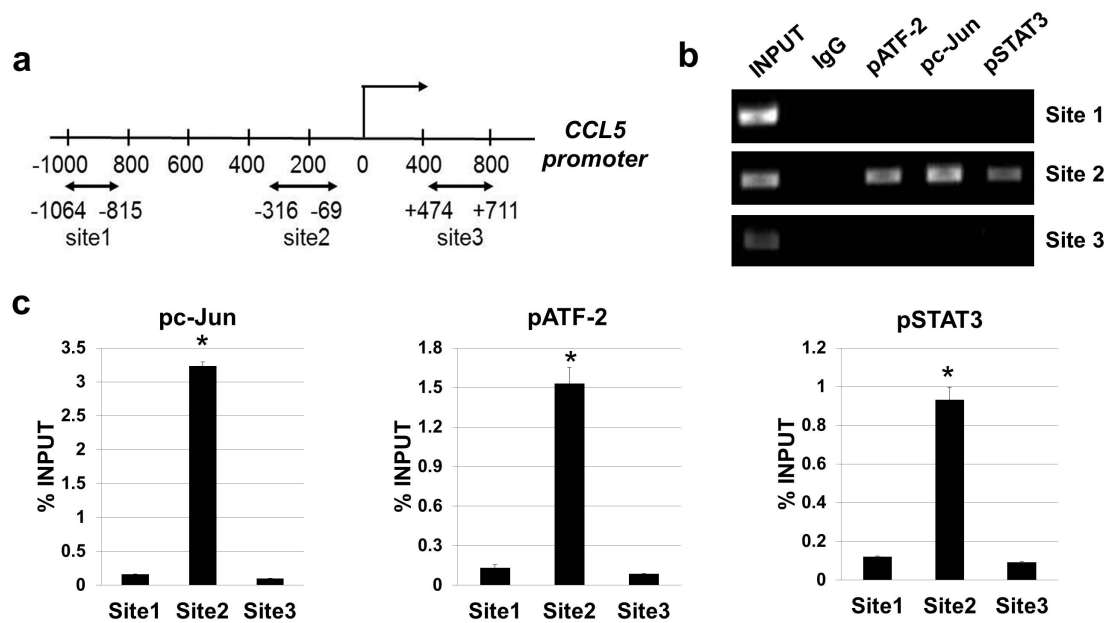 a
CCL5
promoter
-1000 800 600 400 200 0 400 800
-1064 -815 -316 -69 +474 +711
site1 site2 site3
b
INPUT IgG pATF-2 pc-Jun pSTAT3
Site 1
Site 2
Site 3
c
pc-Jun
*
% INPUT
3.5
3
2.5
2
1.5
1
0.5
0
Site1 Site2 Site3
pATF-2
*
% INPUT
1.8
1.5
1.2
0.9
0.6
0.3
0
Site1 Site2 Site3
pSTAT3
*
% INPUT
1.2
1
0.8
0.6
0.4
0.2
0
Site1 Site2 Site3